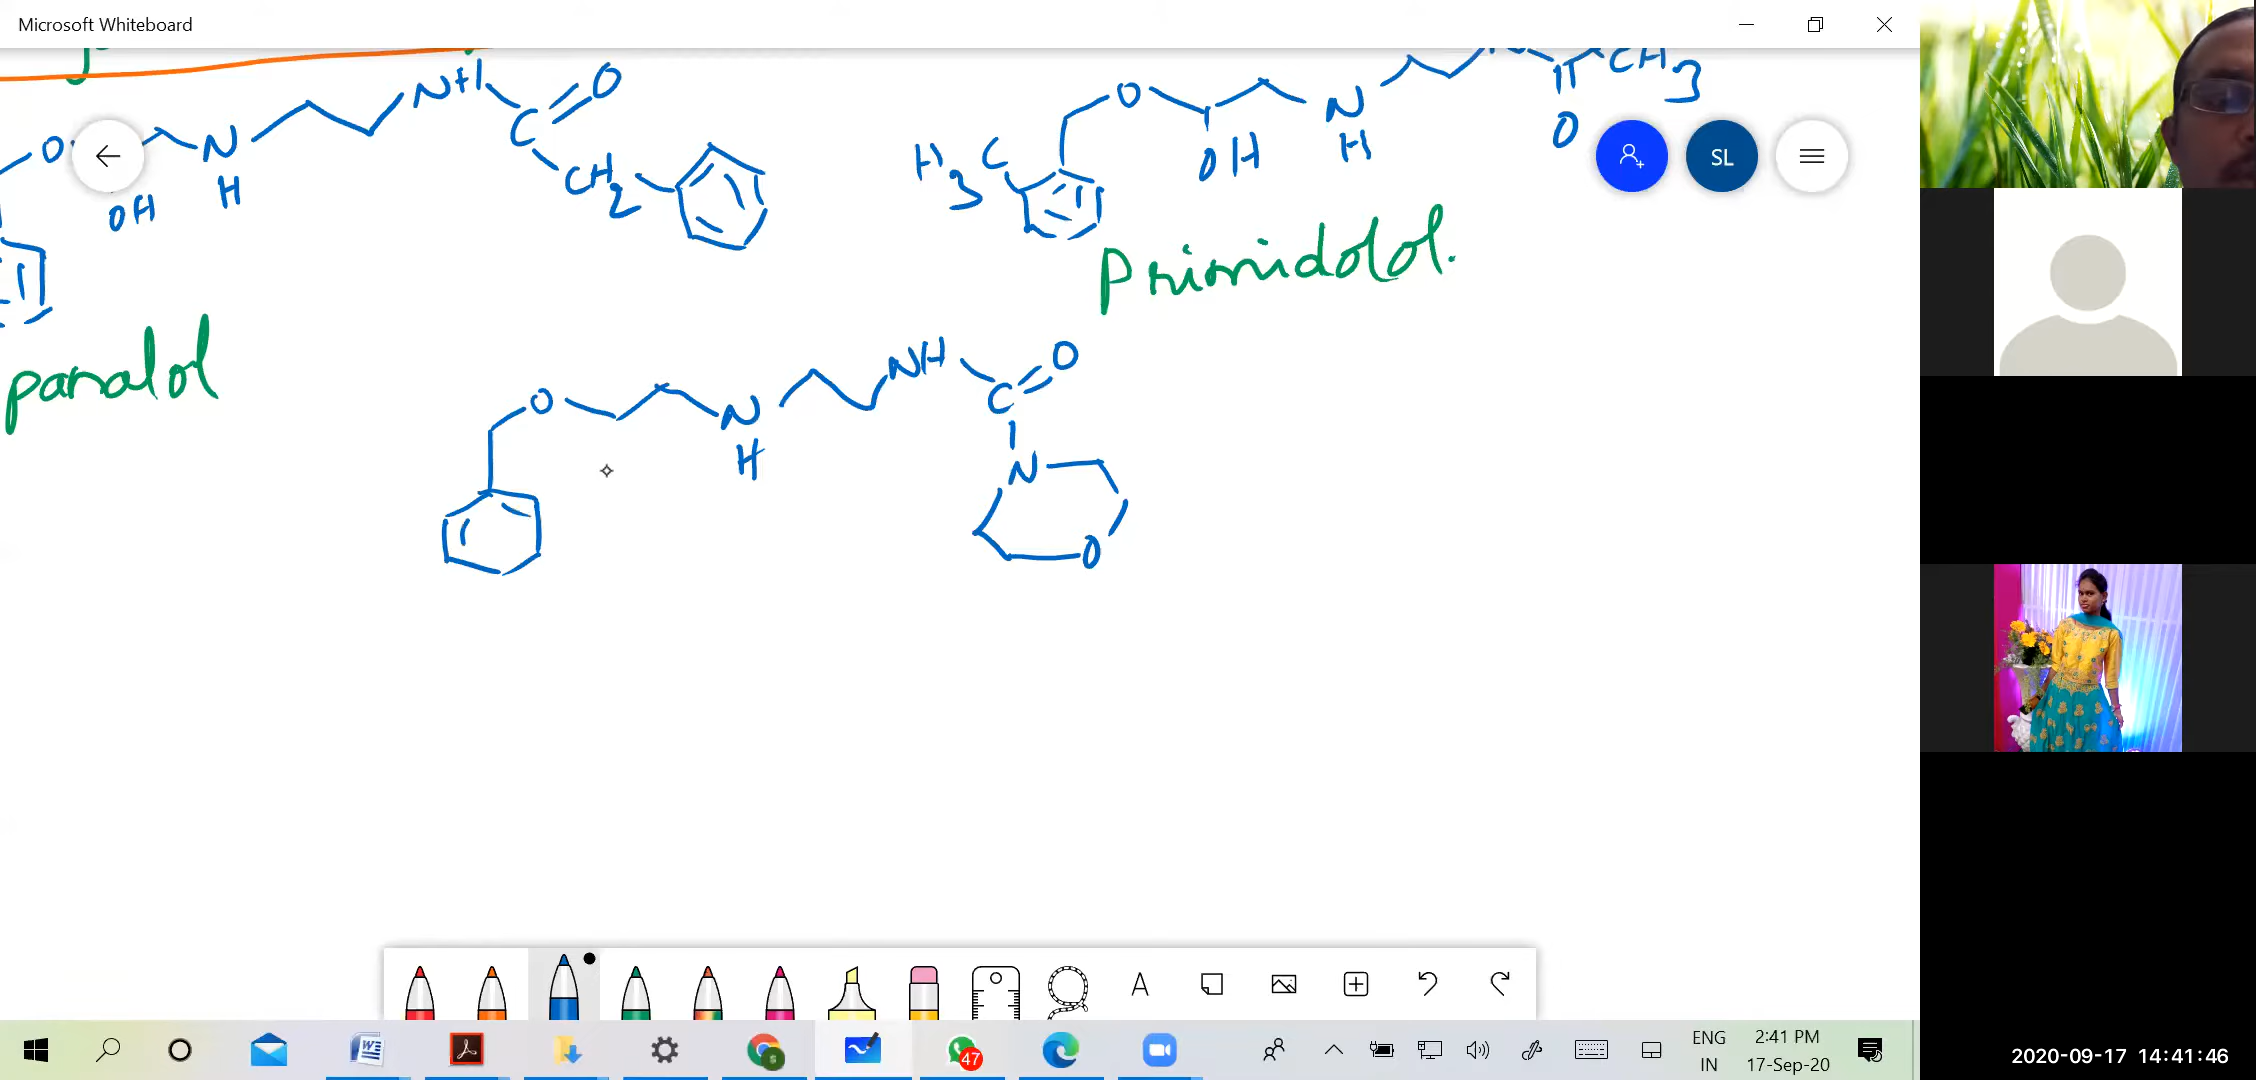 Microsoft Whiteboard
NH
C
O
O
N
H
OH
CH2
H3C
O
OH
N
H
CH3
O
SL
Primidolol.
panalol
O
N
H
NH
C
O
N
O
A
47
ENG
IN
2:41 PM
17-Sep-20
2020-09-17 14:41:46